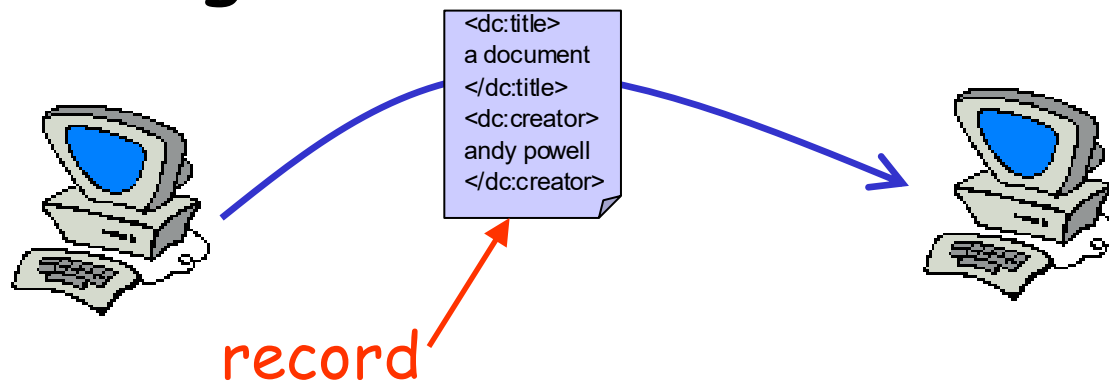 <dc:title>
a document
</dc:title>
<dc:creator>
andy powell
</dc:creator>
record